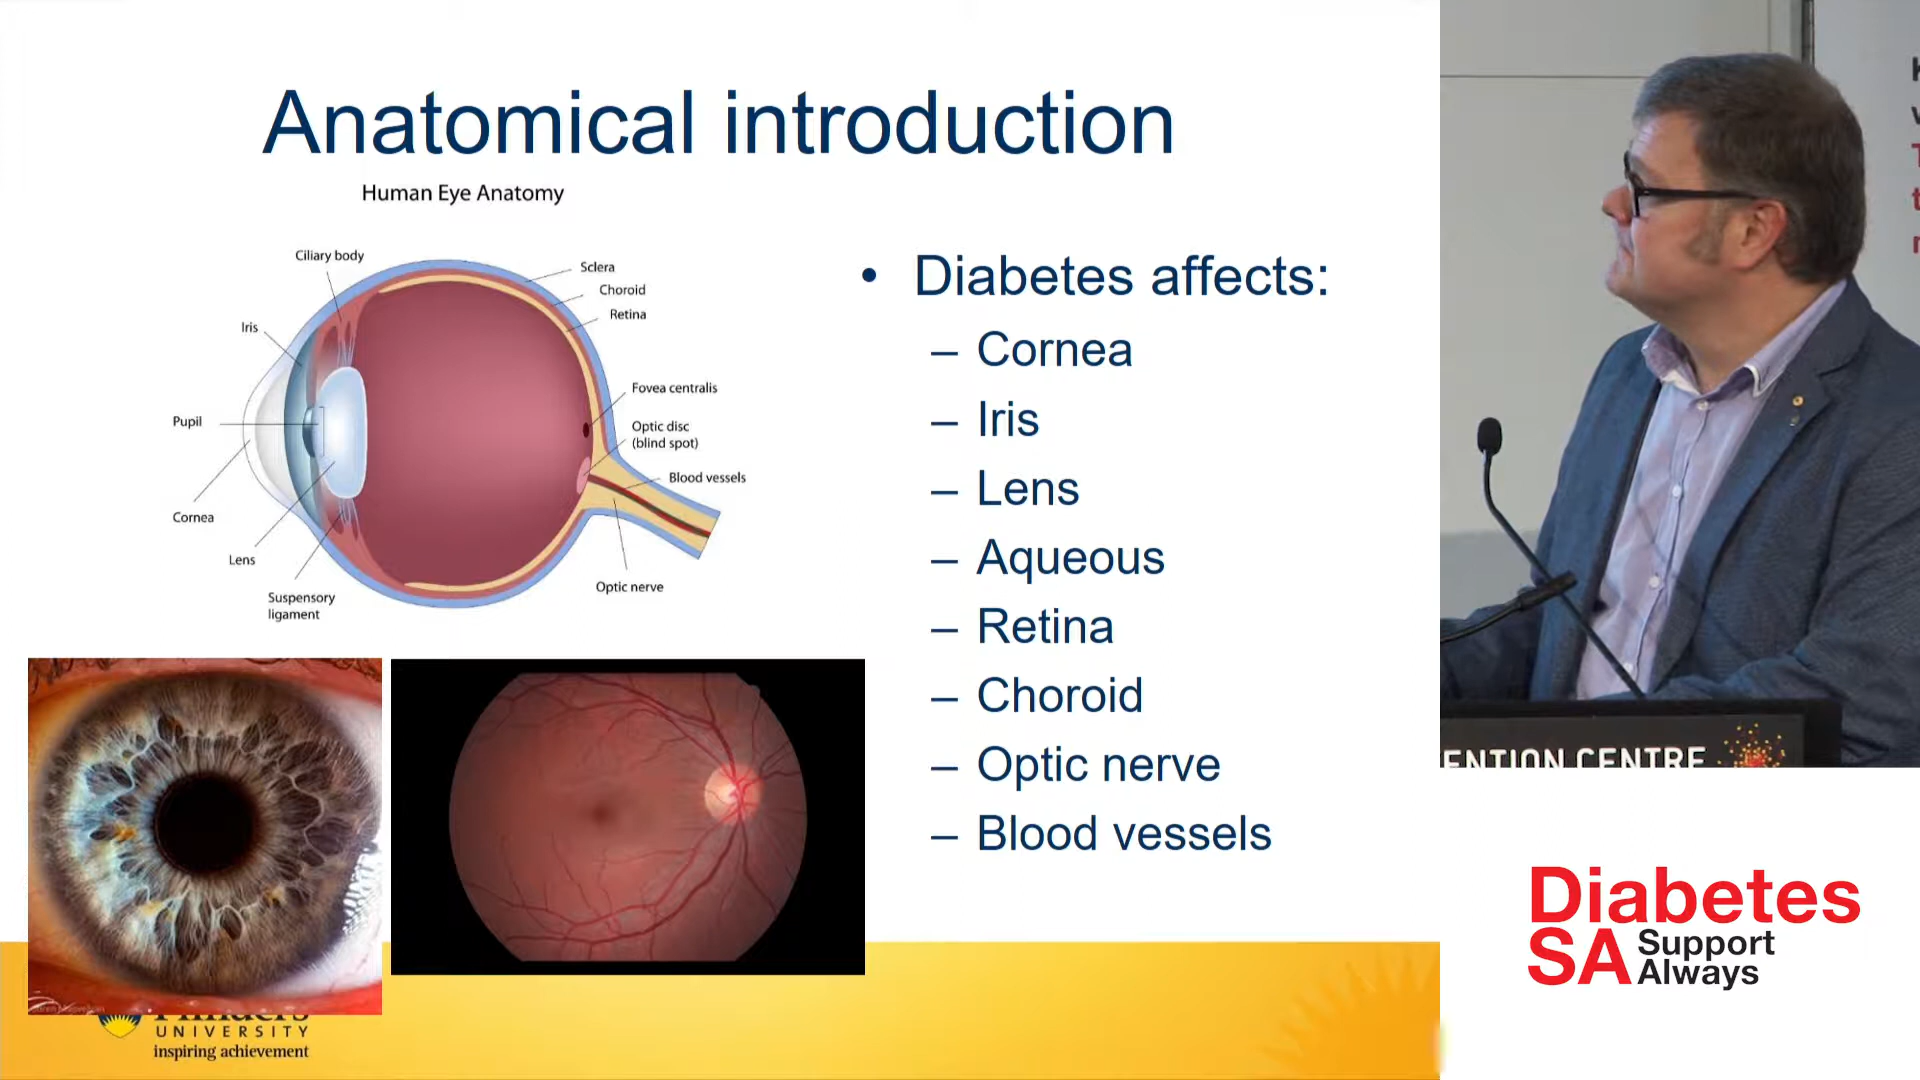 Anatomical introduction
Human Eye Anatomy
Ciliary body
Iris
Pupil
Cornea
Lens
Suspensory
ligament
Sclera
Choroid
Retina
Fovea centralis
Optic disc
(blind spot)
Blood vessels
Optic nerve
• Diabetes affects:
– Cornea
– Iris
– Lens
– Aqueous
– Retina
– Choroid
– Optic nerve
– Blood vessels
UNIVERSITY
inspiring achievement
ENTION CENTRE
Diabetes
SA Support
Always